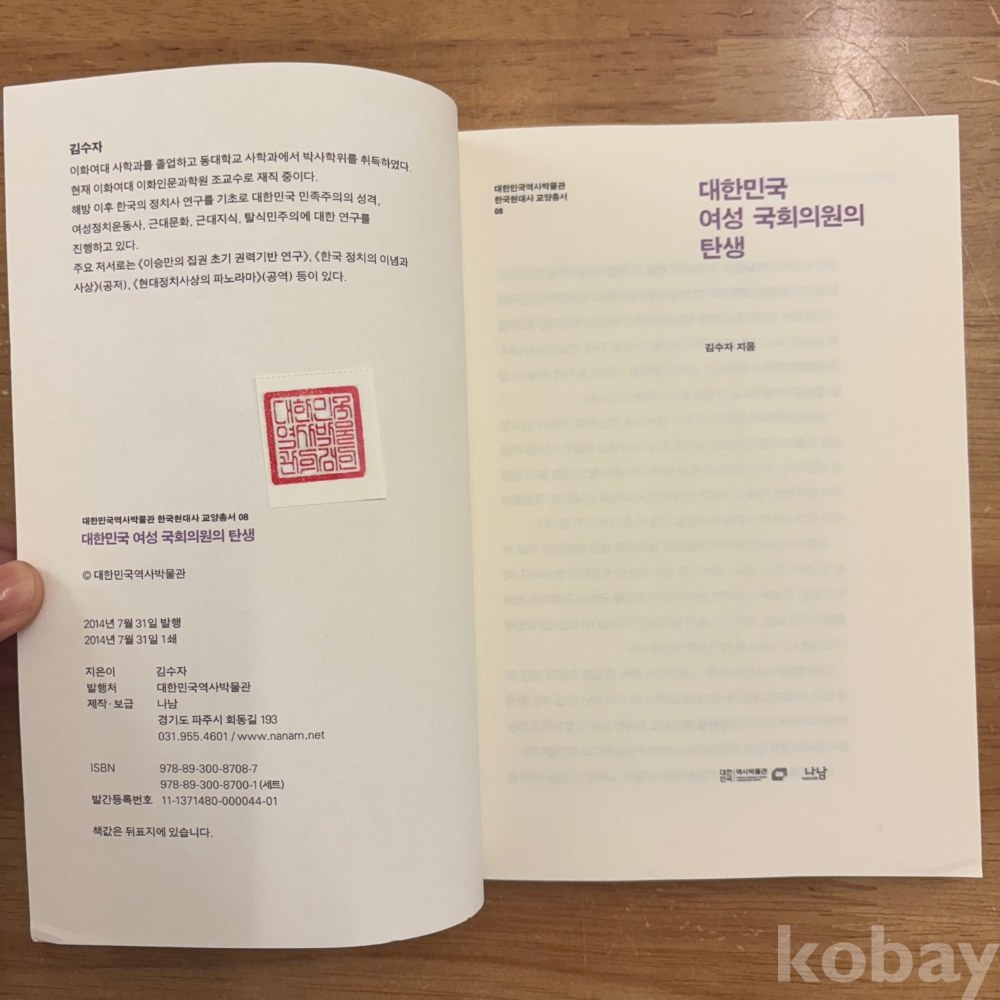 김수자
이화여대 사학과를 졸업하고 동대학교 사학과에서 박사학위를 취득하였다.
현재 이화여대 이화인문과학원 조교수로 재직 중이다.
해방 이후 한국의 정치사 연구를 기초로 대한민국 민족주의의 성격,
여성정치운동사, 근대문화, 근대지식, 탈식민주의에 대한 연구를
진행하고 있다.
주요 저서로는 《이승만의 집권 초기 권력기반 연구》, 《한국 정치의 이념과
사상》(공저), 《현대정치사상의 파노라마》(공역) 등이 있다.
대한민국
역사박물
관의검인
대한민국역사박물관 한국현대사 교양총서 08
대한민국 여성 국회의원의 탄생
© 대한민국역사박물관
2014년 7월 31일 발행
2014년 7월 31일 1쇄
지은이 김수자
발행처 대한민국역사박물관
제작·보급 나남
경기도 파주시 회동길 193
031.955.4601 / www.nanam.net
ISBN 978-89-300-8708-7
978-89-300-8700-1 (세트)
발간등록번호 11-1371480-000044-01
책값은 뒤표지에 있습니다.
대한민국역사박물관
한국현대사 교양총서
08
대한민국
여성 국회의원의
탄생
김수자 지음
대한민국 역사박물관
나남
kobay